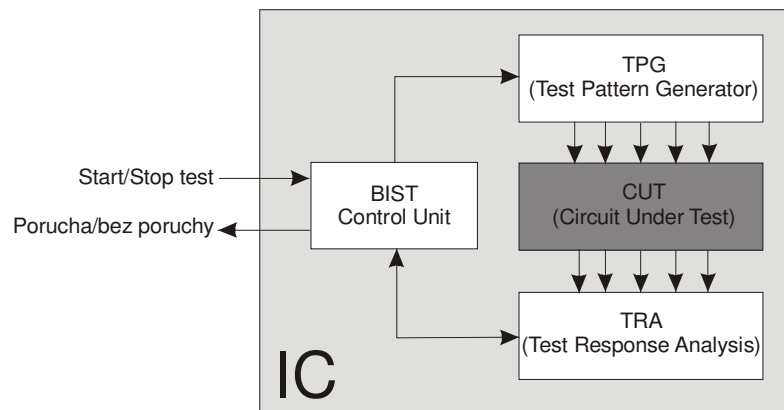 TPG
(Test Pattern Generator)
Start/Stop test
BIST
Control Unit
CUT
(Circuit Under Test)
Porucha/bez poruchy
TRA
(Test Response Analysis)
IC